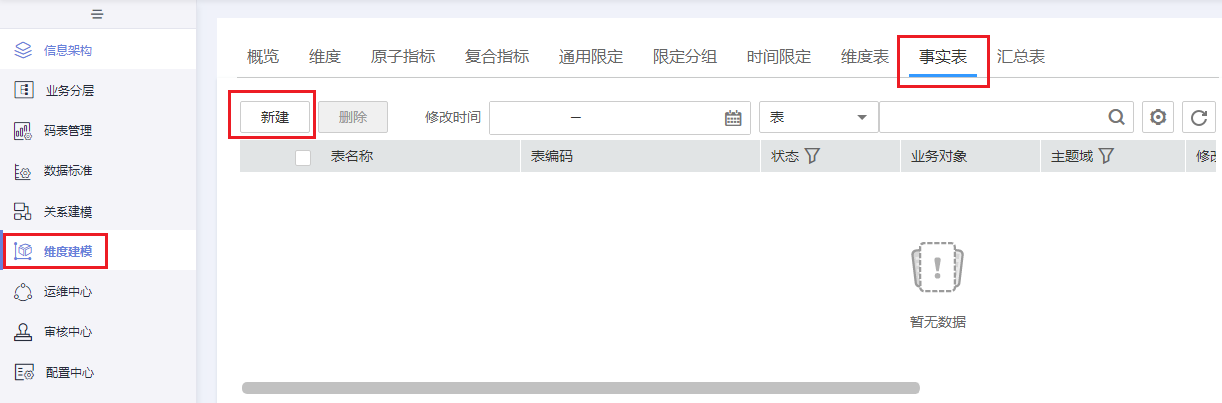 信息架构
业务分层
码表管理
数据标准
关系建模
维度建模
运维中心
审核中心
配置中心
概览 维度 原子指标 复合指标 通用限定 限定分组 时间限定 维度表 事实表 汇总表
新建 删除 修改时间 — 表
表名称 表编码 状态 业务对象 主题域 修改
暂无数据